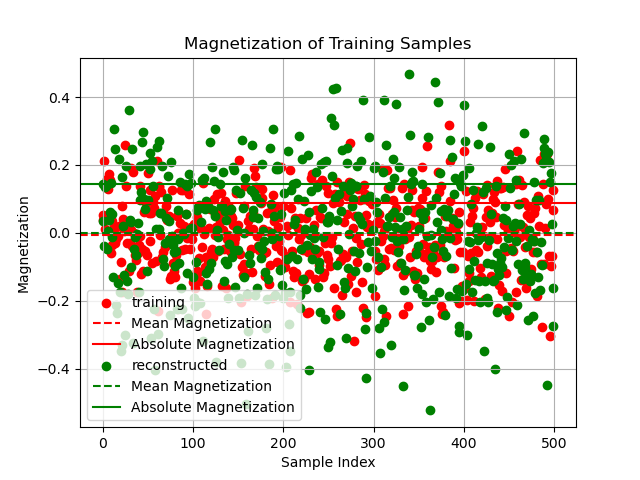 Magnetization of Training Samples
Magnetization
0.4
0.2
0.0
−0.2
−0.4
training
Mean Magnetization
Absolute Magnetization
reconstructed
Mean Magnetization
Absolute Magnetization
0 100 200 300 400 500
Sample Index